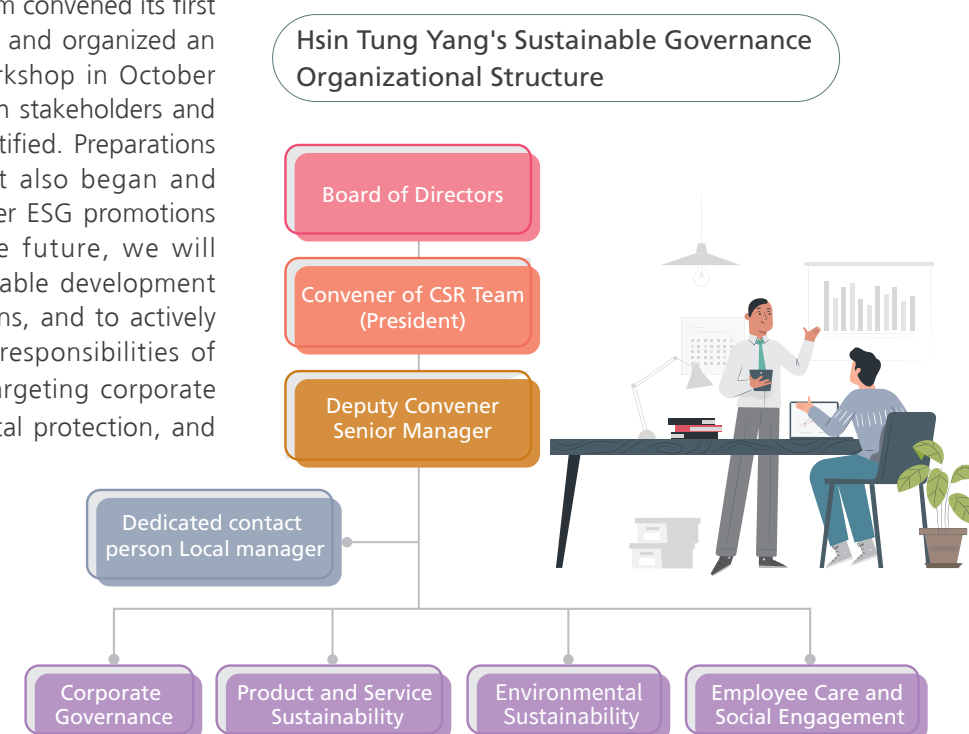 m convened its first
and organized an
rkshop in October
n stakeholders and
tified. Preparations
t also began and
er ESG promotions
e future, we will
able development
ns, and to actively
responsibilities of
argeting corporate
tal protection, and
Hsin Tung Yang's Sustainable Governance
Organizational Structure
Board of Directors
Convener of CSR Team
(President)
Deputy Convener
Senior Manager
Dedicated contact
person Local manager
Corporate
Governance
Product and Service
Sustainability
Environmental
Sustainability
Employee Care and
Social Engagement